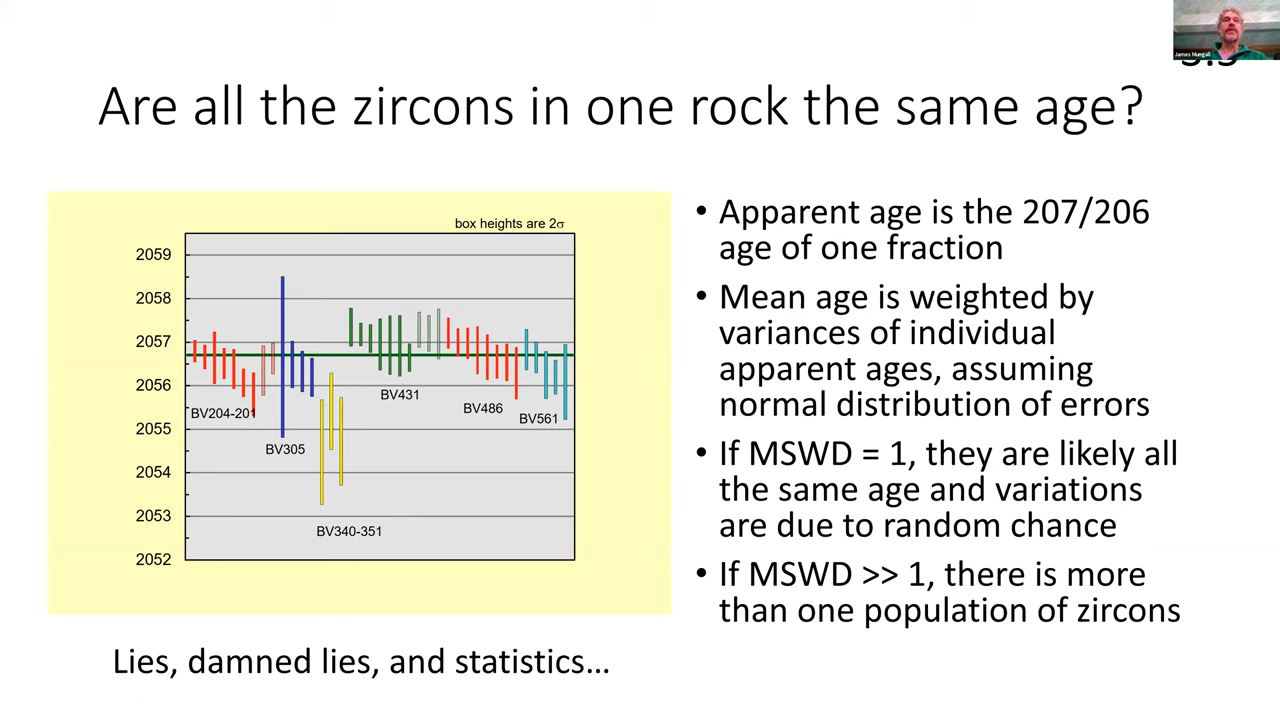 James Mungall
Are all the zircons in one rock the same age?
box heights are 2σ
2059
2058
2057
2056
2055
2054
2053
2052
BV204-201
BV305
BV340-351
BV431
BV486
BV561
• Apparent age is the 207/206
age of one fraction
• Mean age is weighted by
variances of individual
apparent ages, assuming
normal distribution of errors
• If MSWD = 1, they are likely all
the same age and variations
are due to random chance
• If MSWD >> 1, there is more
than one population of zircons
Lies, damned lies, and statistics…